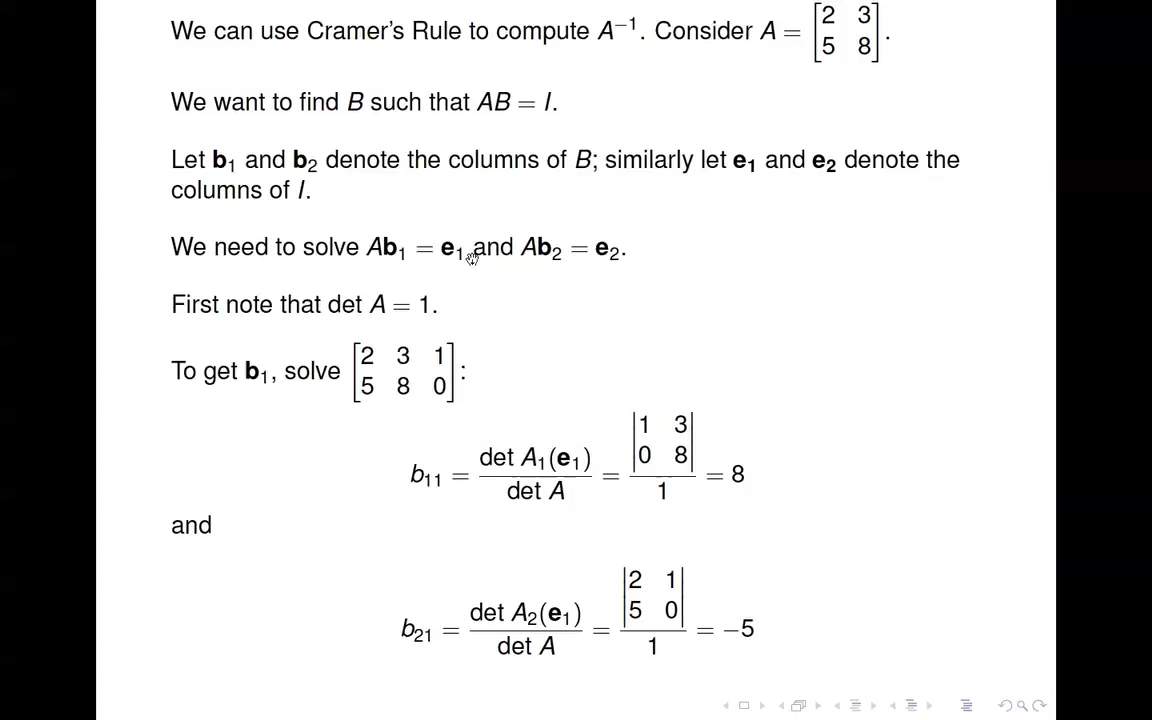 We can use Cramer's Rule to compute A⁻¹. Consider A = [2 3; 5 8].
We want to find B such that AB = I.
Let b₁ and b₂ denote the columns of B; similarly let e₁ and e₂ denote the
columns of I.
We need to solve Ab₁ = e₁ and Ab₂ = e₂.
First note that det A = 1.
To get b₁, solve [2 3 1; 5 8 0]:
b₁₁ = det A₁(e₁) / det A = |1 3; 0 8| / 1 = 8
and
b₂₁ = det A₂(e₁) / det A = |2 1; 5 0| / 1 = −5